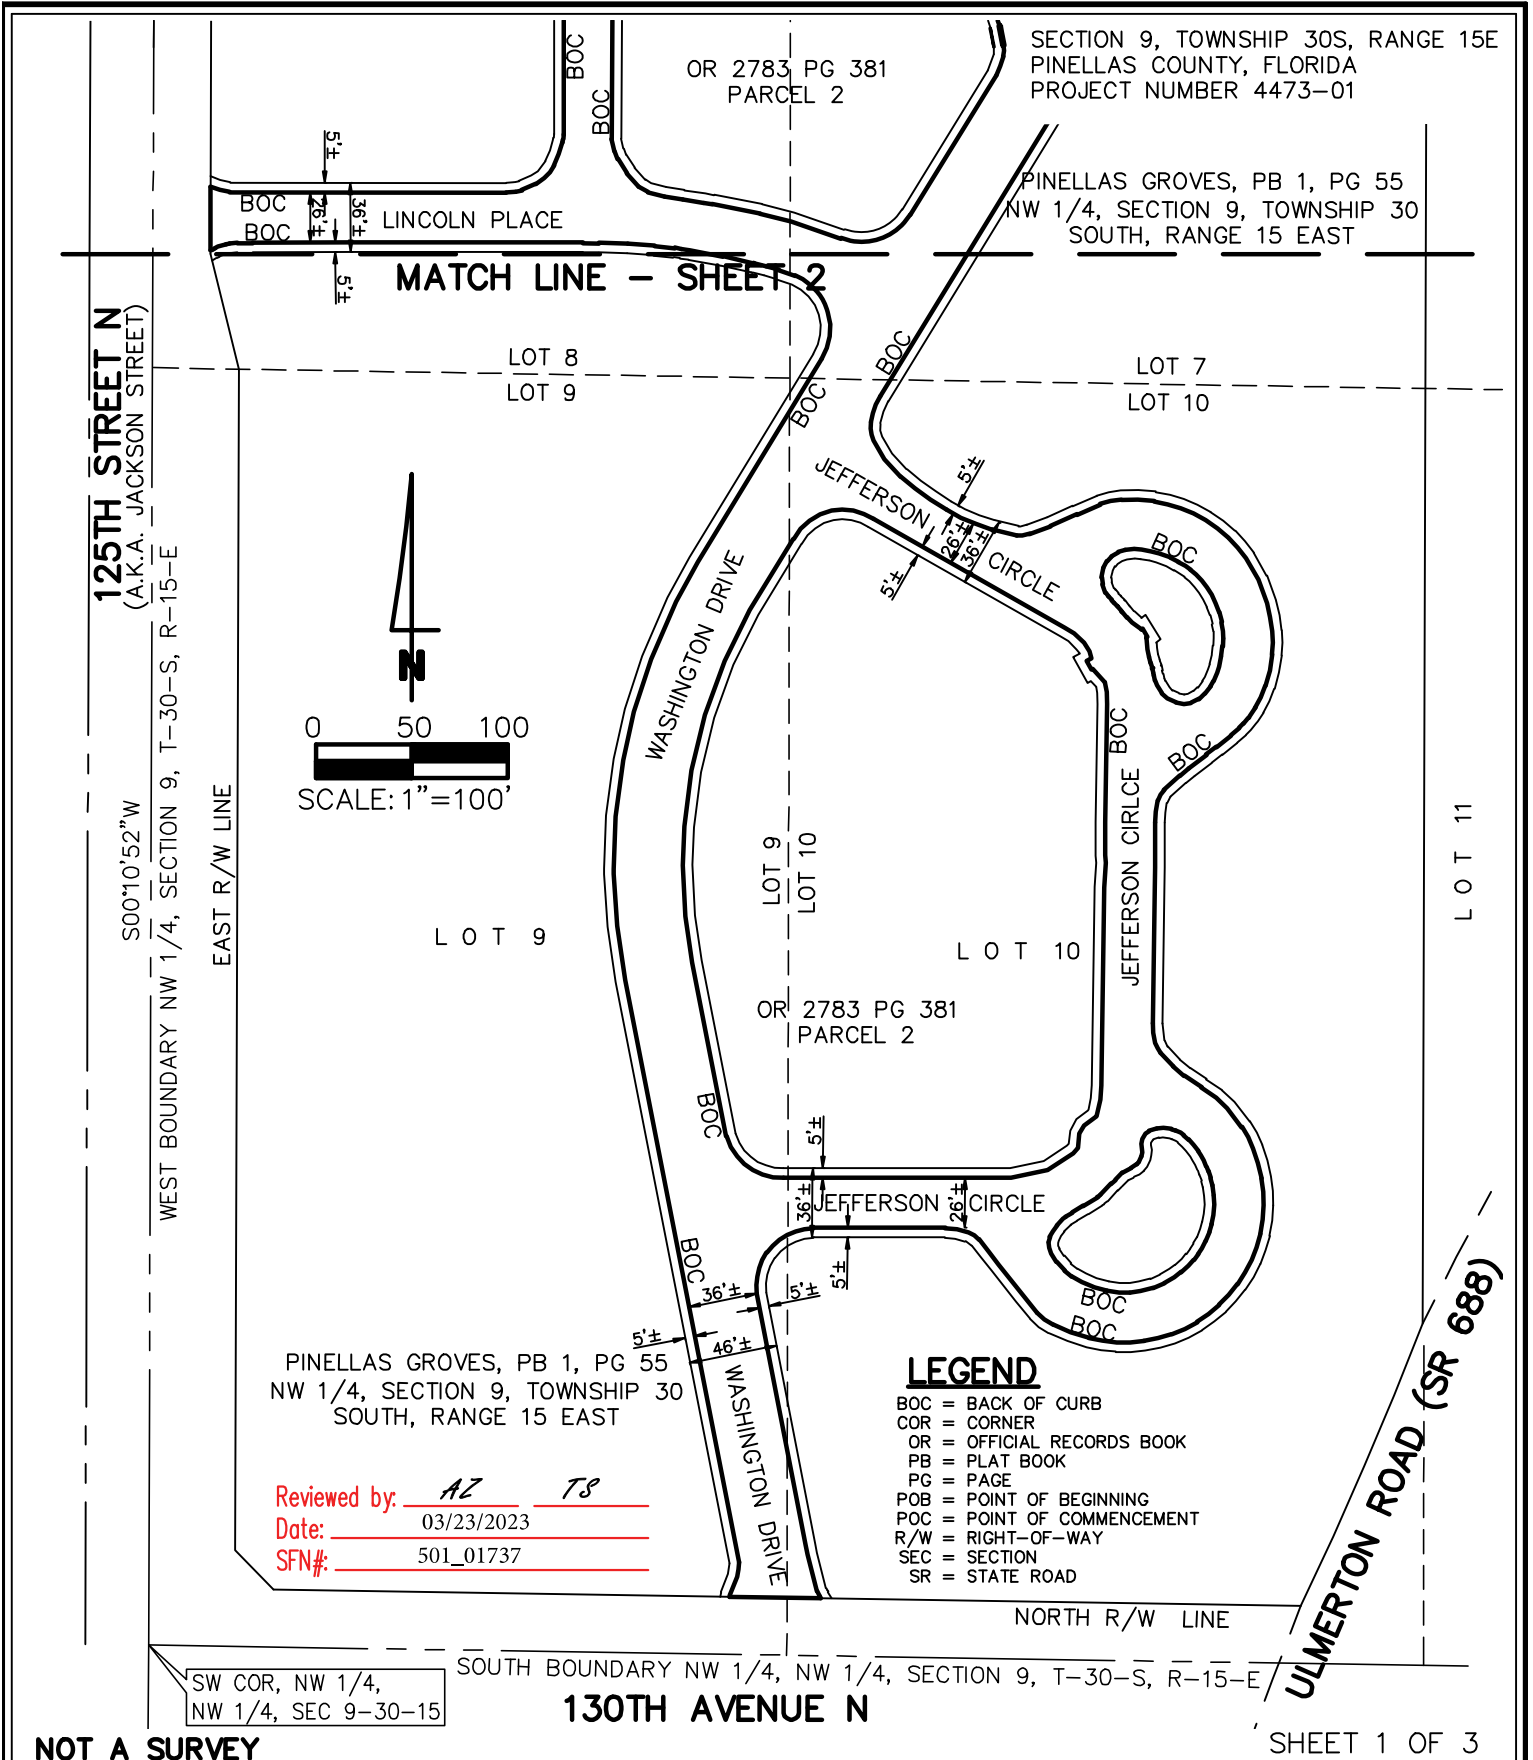 SECTION 9, TOWNSHIP 30S, RANGE 15E
PINELLAS COUNTY, FLORIDA
PROJECT NUMBER 4473-01
BOC
BOC
OR 2783 PG 381
PARCEL 2
5'±
PINELLAS GROVES, PB 1, PG 55
NW 1/4, SECTION 9, TOWNSHIP 30
SOUTH, RANGE 15 EAST
BOC
BOC
26'±
36'±
LINCOLN PLACE
5'±
MATCH LINE - SHEET 2
125TH STREET N
(A.K.A. JACKSON STREET)
LOT 8
LOT 9
BOC
BOC
LOT 7
LOT 10
JEFFERSON CIRCLE
5'±
26'±
36'±
5'±
BOC
WASHINGTON DRIVE
N
0 50 100
SCALE: 1"=100'
BOC
BOC
JEFFERSON CIRLCE
S00°10'52"W
WEST BOUNDARY NW 1/4, SECTION 9, T-30-S, R-15-E
EAST R/W LINE
LOT 9
LOT 10
LOT 11
LOT 9
LOT 10
OR 2783 PG 381
PARCEL 2
BOC
5'±
36'±
JEFFERSON CIRCLE
26'±
5'±
BOC
36'±
5'±
5'±
46'±
BOC
BOC
WASHINGTON DRIVE
PINELLAS GROVES, PB 1, PG 55
NW 1/4, SECTION 9, TOWNSHIP 30
SOUTH, RANGE 15 EAST
LEGEND
BOC = BACK OF CURB
COR = CORNER
OR = OFFICIAL RECORDS BOOK
PB = PLAT BOOK
PG = PAGE
POB = POINT OF BEGINNING
POC = POINT OF COMMENCEMENT
R/W = RIGHT-OF-WAY
SEC = SECTION
SR = STATE ROAD
Reviewed by: AZ TS
Date: 03/23/2023
SFN#: 501_01737
ULMERTON ROAD (SR 688)
NORTH R/W LINE
SOUTH BOUNDARY NW 1/4, NW 1/4, SECTION 9, T-30-S, R-15-E
SW COR, NW 1/4,
NW 1/4, SEC 9-30-15
130TH AVENUE N
NOT A SURVEY
SHEET 1 OF 3